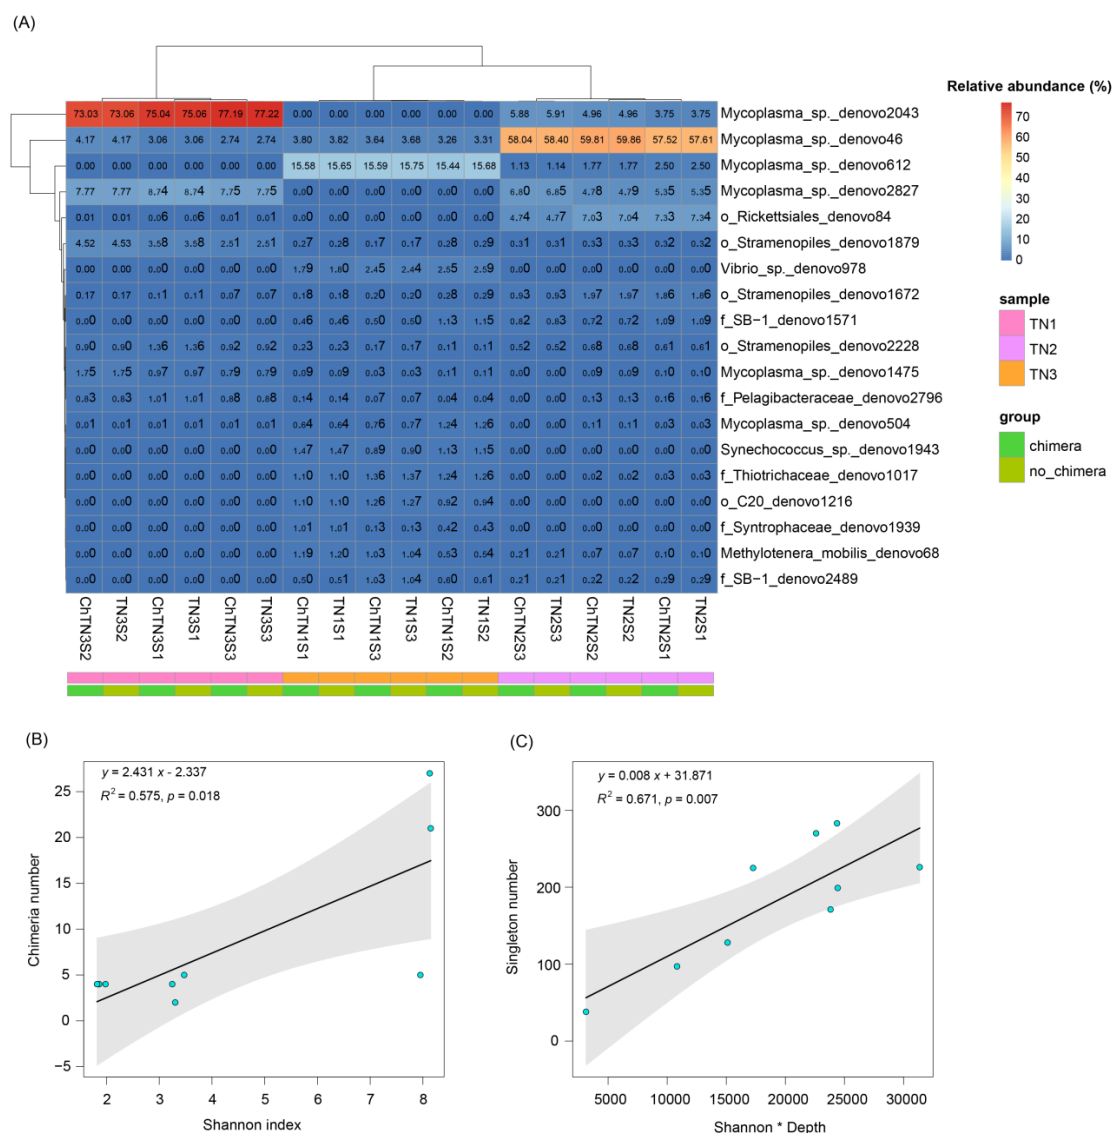 (A)
73.03 73.06 75.04 75.06 77.19 77.22 0.00 0.00 0.00 0.00 0.00 0.00 5.88 5.91 4.96 4.96 3.75 3.75 Mycoplasma_sp._denovo2043
4.17 4.17 3.06 3.06 2.74 2.74 3.80 3.82 3.64 3.68 3.26 3.31 58.04 58.40 59.81 59.86 57.52 57.61 Mycoplasma_sp._denovo46
0.00 0.00 0.00 0.00 0.00 0.00 15.58 15.65 15.59 15.75 15.44 15.68 1.13 1.14 1.77 1.77 2.50 2.50 Mycoplasma_sp._denovo612
7.77 7.77 8.74 8.74 7.75 7.75 0.00 0.00 0.00 0.00 0.00 0.00 6.80 6.85 4.78 4.79 5.35 5.35 Mycoplasma_sp._denovo2827
0.01 0.01 0.06 0.06 0.01 0.01 0.00 0.00 0.00 0.00 0.00 0.00 4.74 4.77 7.03 7.04 7.33 7.34 o_Rickettsiales_denovo84
4.52 4.53 3.58 3.58 2.51 2.51 0.27 0.28 0.17 0.17 0.28 0.29 0.31 0.31 0.33 0.33 0.32 0.32 o_Stramenopiles_denovo1879
0.00 0.00 0.00 0.00 0.00 0.00 1.79 1.80 2.45 2.44 2.55 2.59 0.00 0.00 0.00 0.00 0.00 0.00 Vibrio_sp._denovo978
0.17 0.17 0.11 0.11 0.07 0.07 0.18 0.18 0.20 0.20 0.28 0.29 0.93 0.93 1.97 1.97 1.86 1.86 o_Stramenopiles_denovo1672
0.00 0.00 0.00 0.00 0.00 0.00 0.46 0.46 0.50 0.50 1.13 1.15 0.82 0.83 0.72 0.72 1.09 1.09 f_SB−1_denovo1571
0.90 0.90 1.36 1.36 0.92 0.92 0.23 0.23 0.17 0.17 0.11 0.11 0.52 0.52 0.68 0.68 0.61 0.61 o_Stramenopiles_denovo2228
1.75 1.75 0.97 0.97 0.79 0.79 0.09 0.09 0.03 0.03 0.11 0.11 0.00 0.00 0.09 0.09 0.10 0.10 Mycoplasma_sp._denovo1475
0.83 0.83 1.01 1.01 0.88 0.88 0.14 0.14 0.07 0.07 0.04 0.04 0.00 0.00 0.13 0.13 0.16 0.16 f_Pelagibacteraceae_denovo2796
0.01 0.01 0.00 0.00 0.01 0.01 0.64 0.64 0.76 0.77 1.24 1.26 0.00 0.00 0.11 0.11 0.03 0.03 Mycoplasma_sp._denovo504
0.00 0.00 0.00 0.00 0.00 0.00 1.47 1.47 0.89 0.90 1.13 1.15 0.00 0.00 0.00 0.00 0.00 0.00 Synechococcus_sp._denovo1943
0.00 0.00 0.00 0.00 0.00 0.00 1.10 1.10 1.36 1.37 1.24 1.26 0.00 0.00 0.02 0.02 0.03 0.03 f_Thiotrichaceae_denovo1017
0.00 0.00 0.00 0.00 0.00 0.00 1.10 1.10 1.26 1.27 0.92 0.94 0.00 0.00 0.00 0.00 0.00 0.00 o_C20_denovo1216
0.00 0.00 0.00 0.00 0.00 0.00 1.01 1.01 0.13 0.13 0.42 0.43 0.00 0.00 0.00 0.00 0.00 0.00 f_Syntrophaceae_denovo1939
0.00 0.00 0.00 0.00 0.00 0.00 1.19 1.20 1.03 1.04 0.53 0.54 0.21 0.21 0.07 0.07 0.10 0.10 Methylotenera_mobilis_denovo68
0.00 0.00 0.00 0.00 0.00 0.00 0.50 0.51 1.03 1.04 0.60 0.61 0.21 0.21 0.22 0.22 0.29 0.29 f_SB−1_denovo2489
ChTN3S2 TN3S2 ChTN3S1 TN3S1 ChTN3S3 TN3S3 ChTN1S1 TN1S1 ChTN1S3 TN1S3 ChTN1S2 TN1S2 ChTN2S3 TN2S3 ChTN2S2 TN2S2 ChTN2S1 TN2S1
Relative abundance (%)
70
60
50
40
30
20
10
0
sample
TN1
TN2
TN3
group
chimera
no_chimera
(B)
y = 2.431 x - 2.337
R² = 0.575, p = 0.018
Chimeria number
25
20
15
10
5
0
−5
2 3 4 5 6 7 8
Shannon index
(C)
y = 0.008 x + 31.871
R² = 0.671, p = 0.007
Singleton number
300
200
100
0
5000 10000 15000 20000 25000 30000
Shannon * Depth